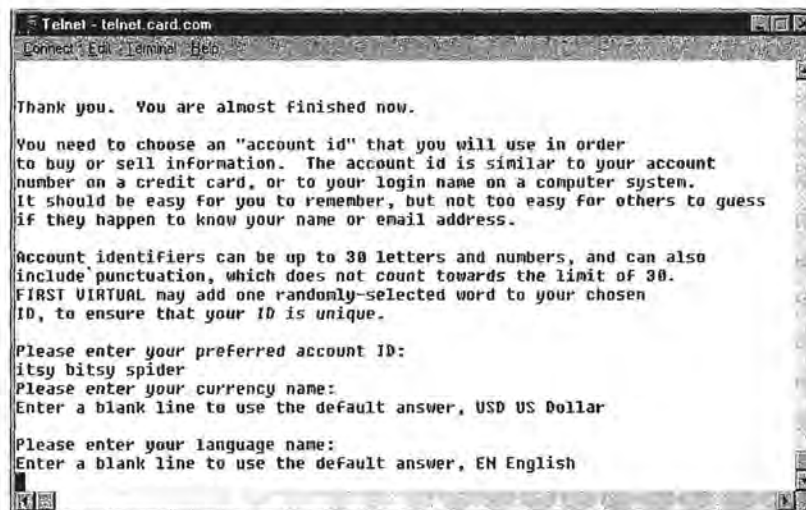 Telnet - telnet.card.com
Connect Edit Terminal Help
Thank you. You are almost finished now.
You need to choose an "account id" that you will use in order
to buy or sell information. The account id is similar to your account
number on a credit card, or to your login name on a computer system.
It should be easy for you to remember, but not too easy for others to guess
if they happen to know your name or email address.
Account identifiers can be up to 30 letters and numbers, and can also
include punctuation, which does not count towards the limit of 30.
FIRST VIRTUAL may add one randomly-selected word to your chosen
ID, to ensure that your ID is unique.
Please enter your preferred account ID:
itsy bitsy spider
Please enter your currency name:
Enter a blank line to use the default answer, USD US Dollar
Please enter your language name:
Enter a blank line to use the default answer, EN English